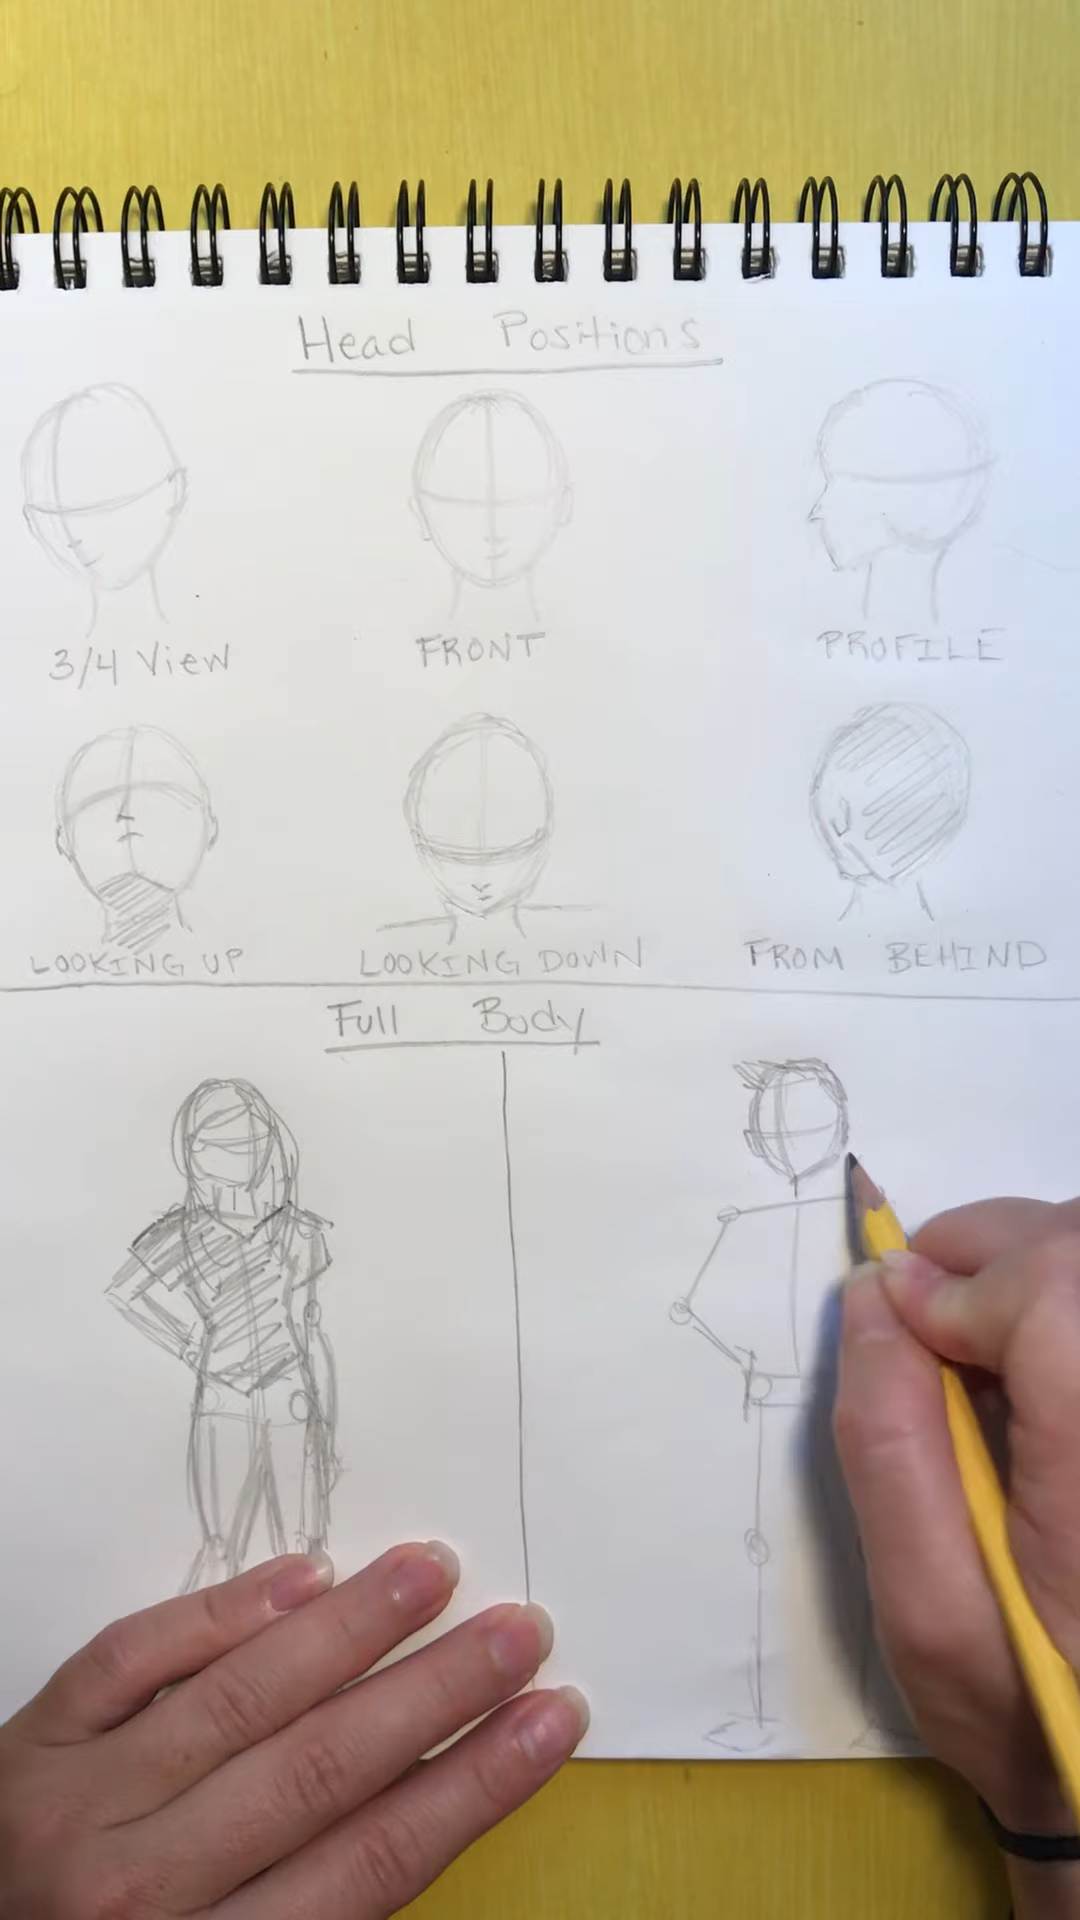 Head Positions
3/4 View
FRONT
PROFILE
LOOKING UP
LOOKING DOWN
FROM BEHIND
Full Body